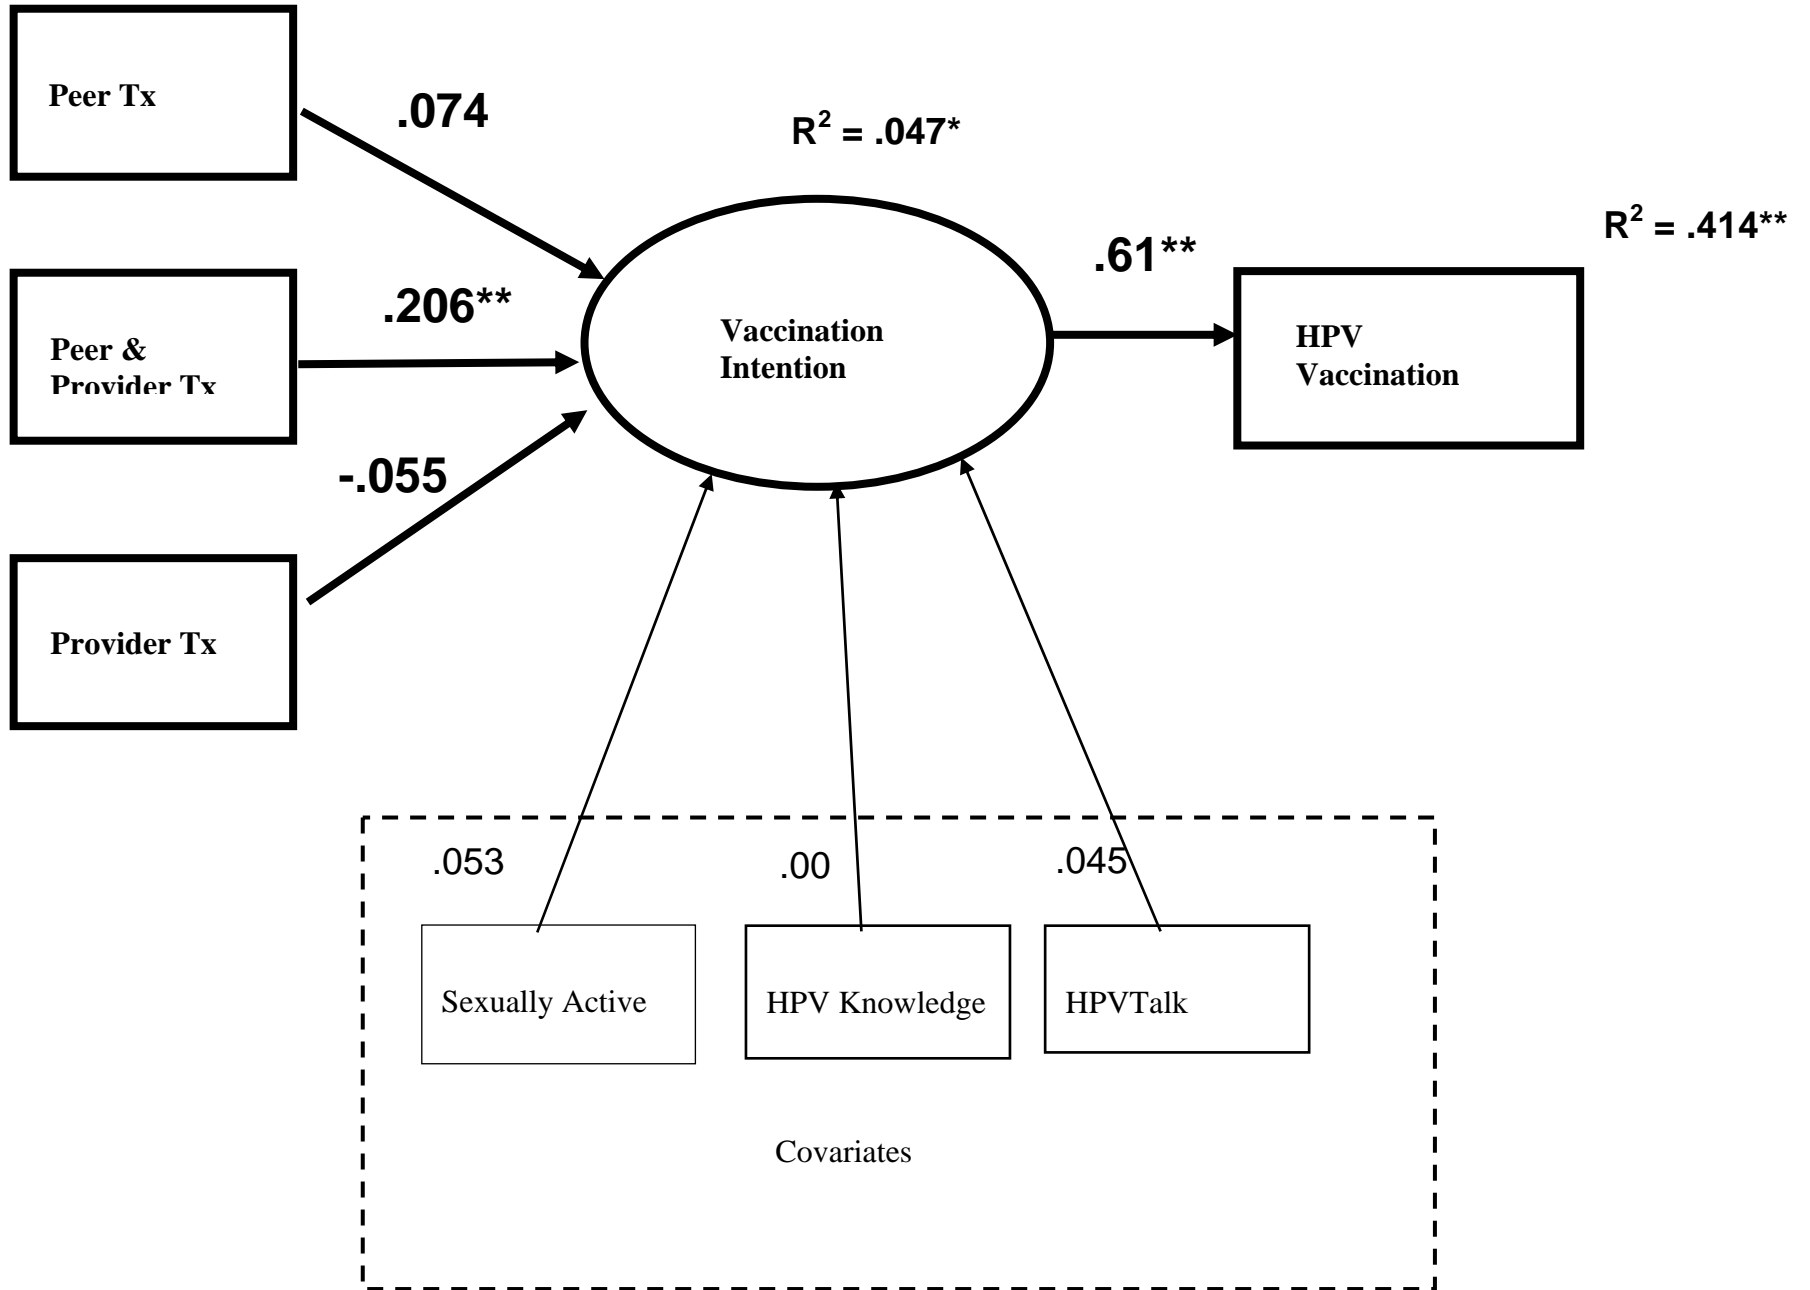 Peer Tx
.074
R² = .047*
R² = .414**
.61**
.206**
Vaccination
Intention
HPV
Vaccination
Peer &
Provider Tx
-.055
Provider Tx
.053
.00
.045
Sexually Active
HPV Knowledge
HPVTalk
Covariates